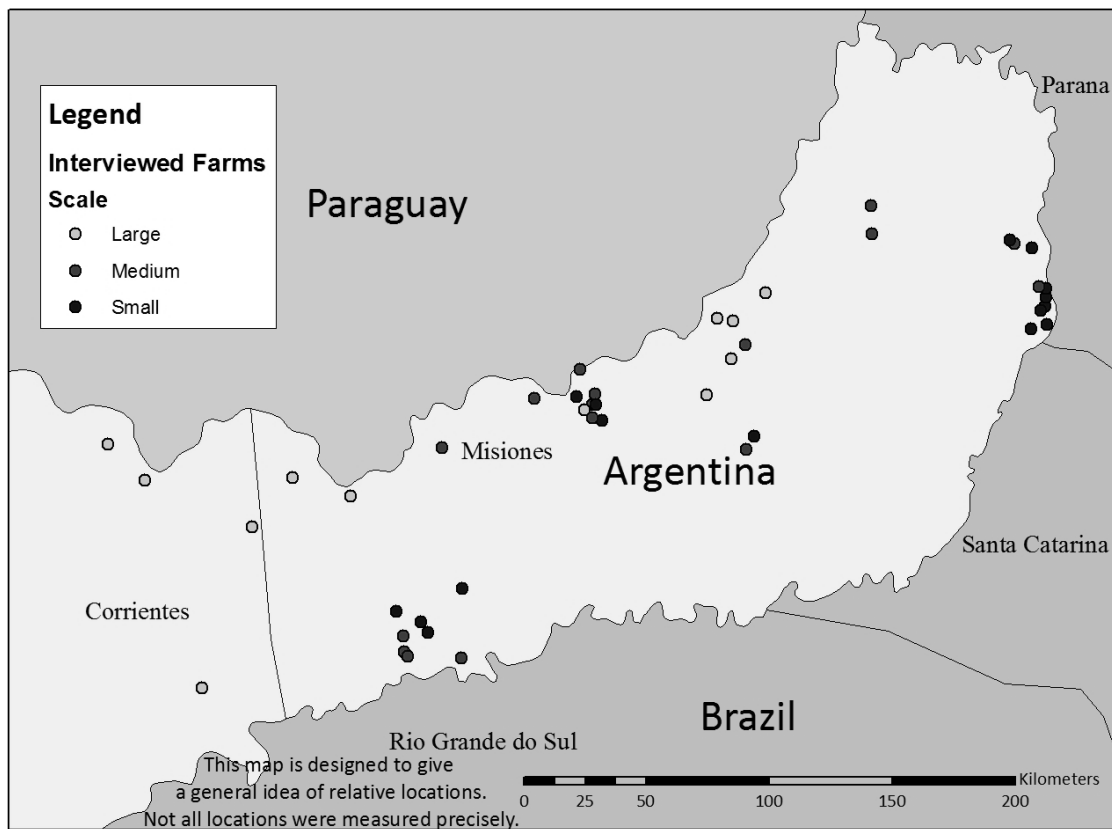 Parana
Legend
Interviewed Farms
Scale
Large
Medium
Small
Paraguay
Misiones
Argentina
Santa Catarina
Corrientes
Brazil
Rio Grande do Sul
This map is designed to give
a general idea of relative locations.
Not all locations were measured precisely.
Kilometers
0 25 50 100 150 200